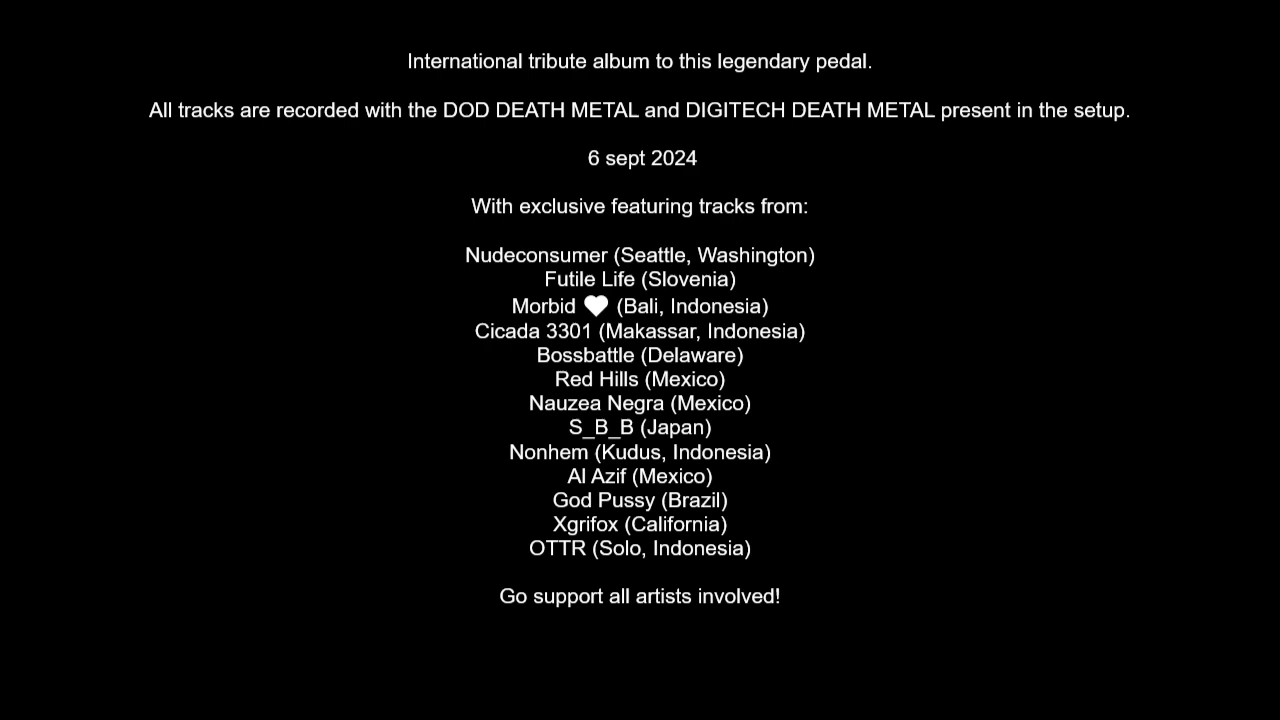 International tribute album to this legendary pedal.
All tracks are recorded with the DOD DEATH METAL and DIGITECH DEATH METAL present in the setup.
6 sept 2024
With exclusive featuring tracks from:
Nudeconsumer (Seattle, Washington)
Futile Life (Slovenia)
Morbid 🤍 (Bali, Indonesia)
Cicada 3301 (Makassar, Indonesia)
Bossbattle (Delaware)
Red Hills (Mexico)
Nauzea Negra (Mexico)
S_B_B (Japan)
Nonhem (Kudus, Indonesia)
Al Azif (Mexico)
God Pussy (Brazil)
Xgrifox (California)
OTTR (Solo, Indonesia)
Go support all artists involved!